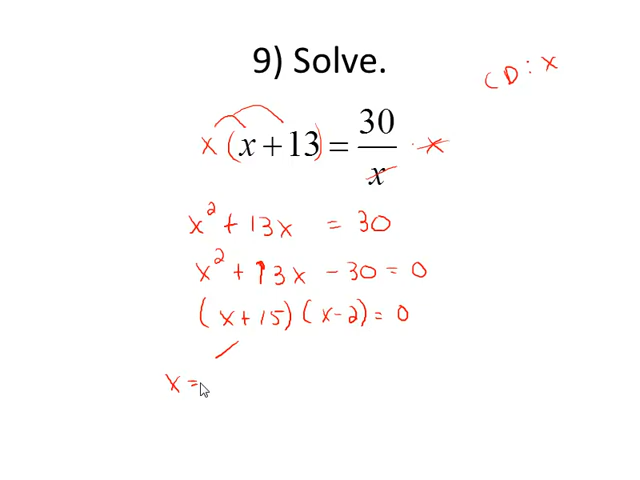 9) Solve.
CD: x
x(x + 13) = 30/x · x
x² + 13x = 30
x² + 13x - 30 = 0
(x + 15)(x - 2) = 0
x =